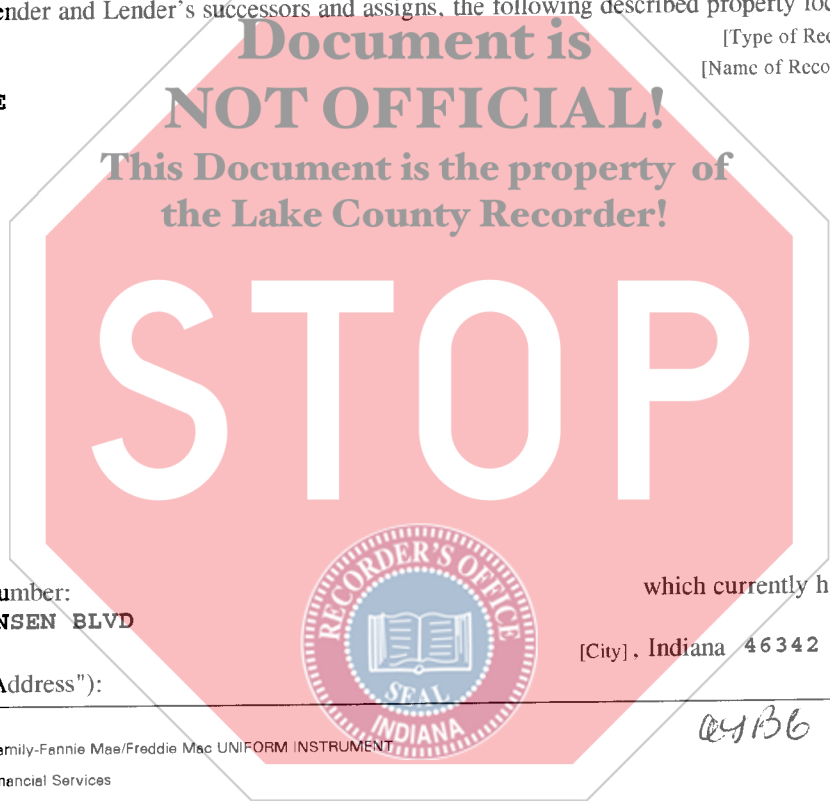 ender and Lender's successors and assigns, the following described property loc
Document is
[Type of Rec
[Name of Reco
NOT OFFICIAL!
E
This Document is the property of
the Lake County Recorder!
STOP
RECORDER'S OFFICE
SEAL
INDIANA
umber:
which currently h
NSEN BLVD
[City], Indiana 46342
Address"):
amily-Fannie Mae/Freddie Mac UNIFORM INSTRUMENT
nancial Services